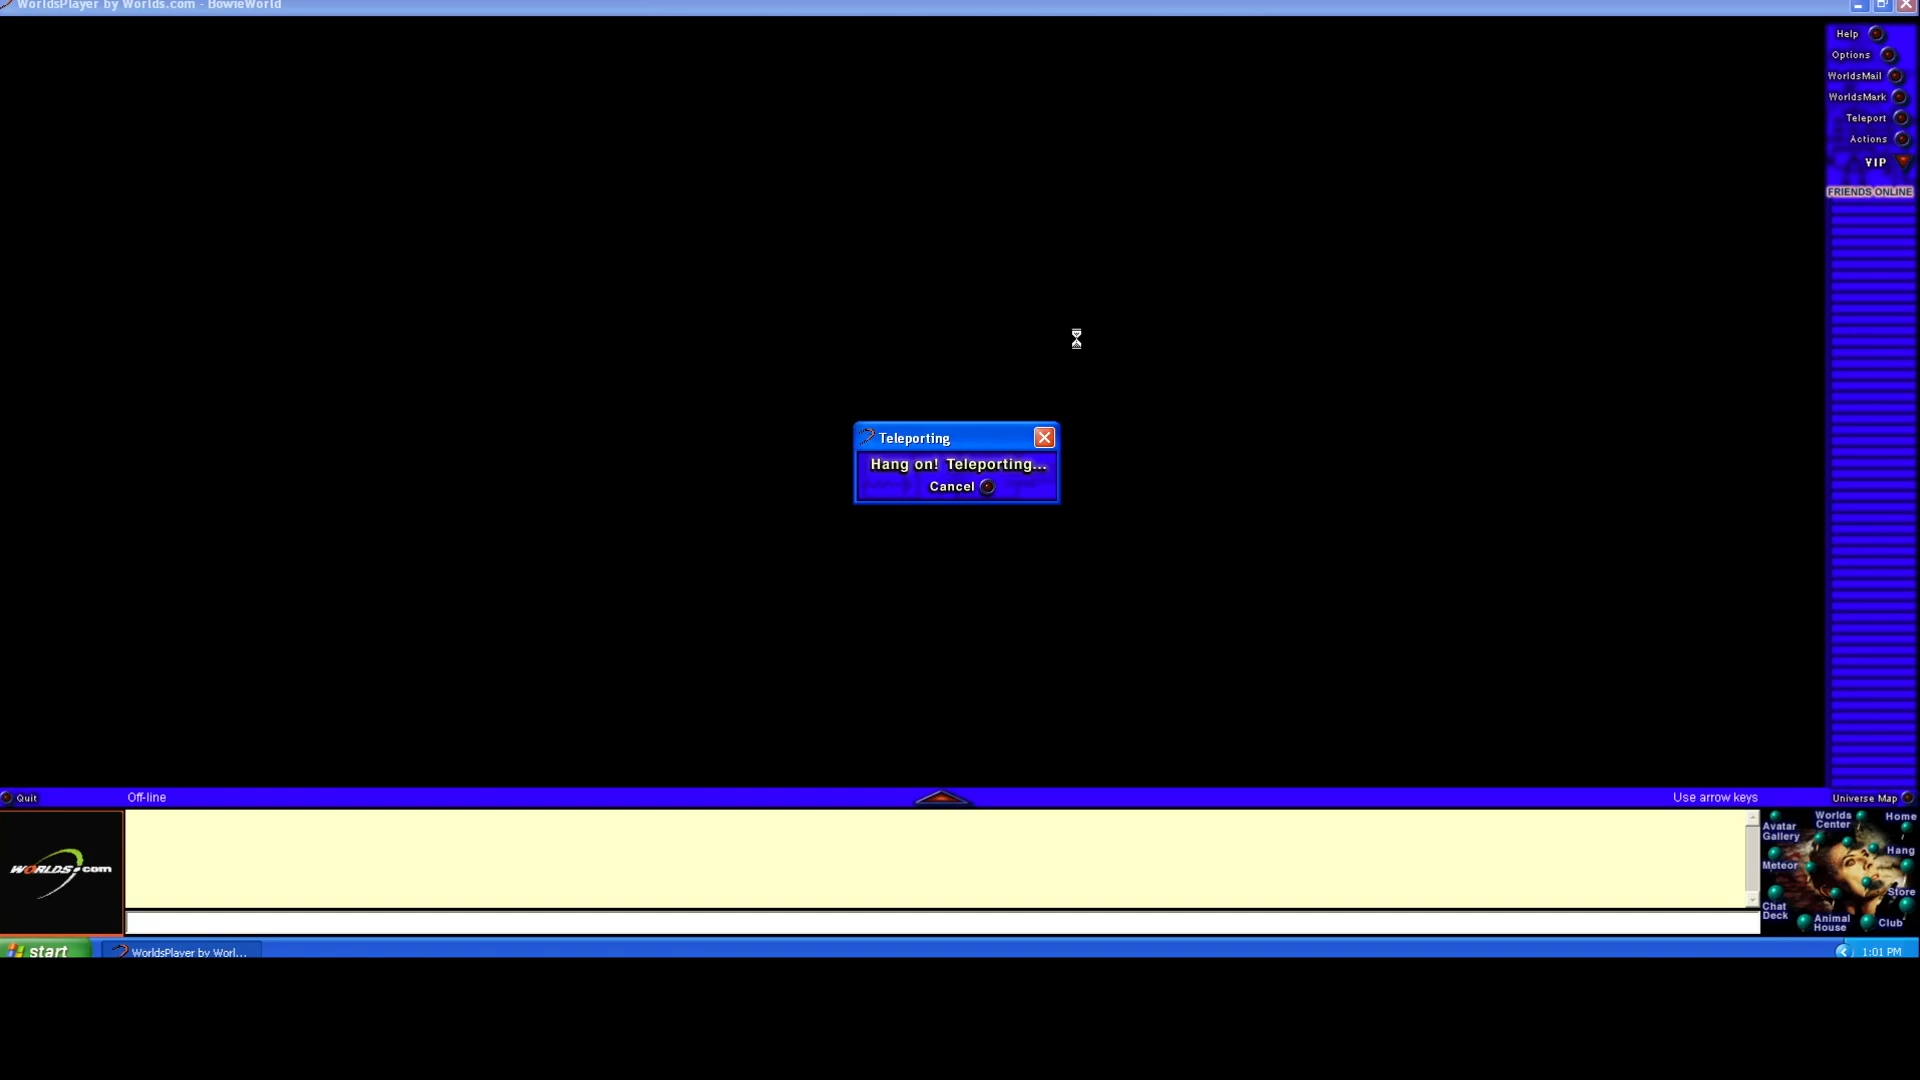 WorldsPlayer by Worlds.com - BowieWorld
Help
Options
WorldsMail
WorldsMark
Teleport
Actions
VIP
FRIENDS ONLINE
Teleporting
Hang on! Teleporting...
Cancel
Quit
Off-line
Use arrow keys
Universe Map
WORLDS.com
Avatar Gallery
Worlds Center
Home
Hang
Meteor
Store
Chat Deck
Animal House
Club
start
WorldsPlayer by Worl...
1:01 PM